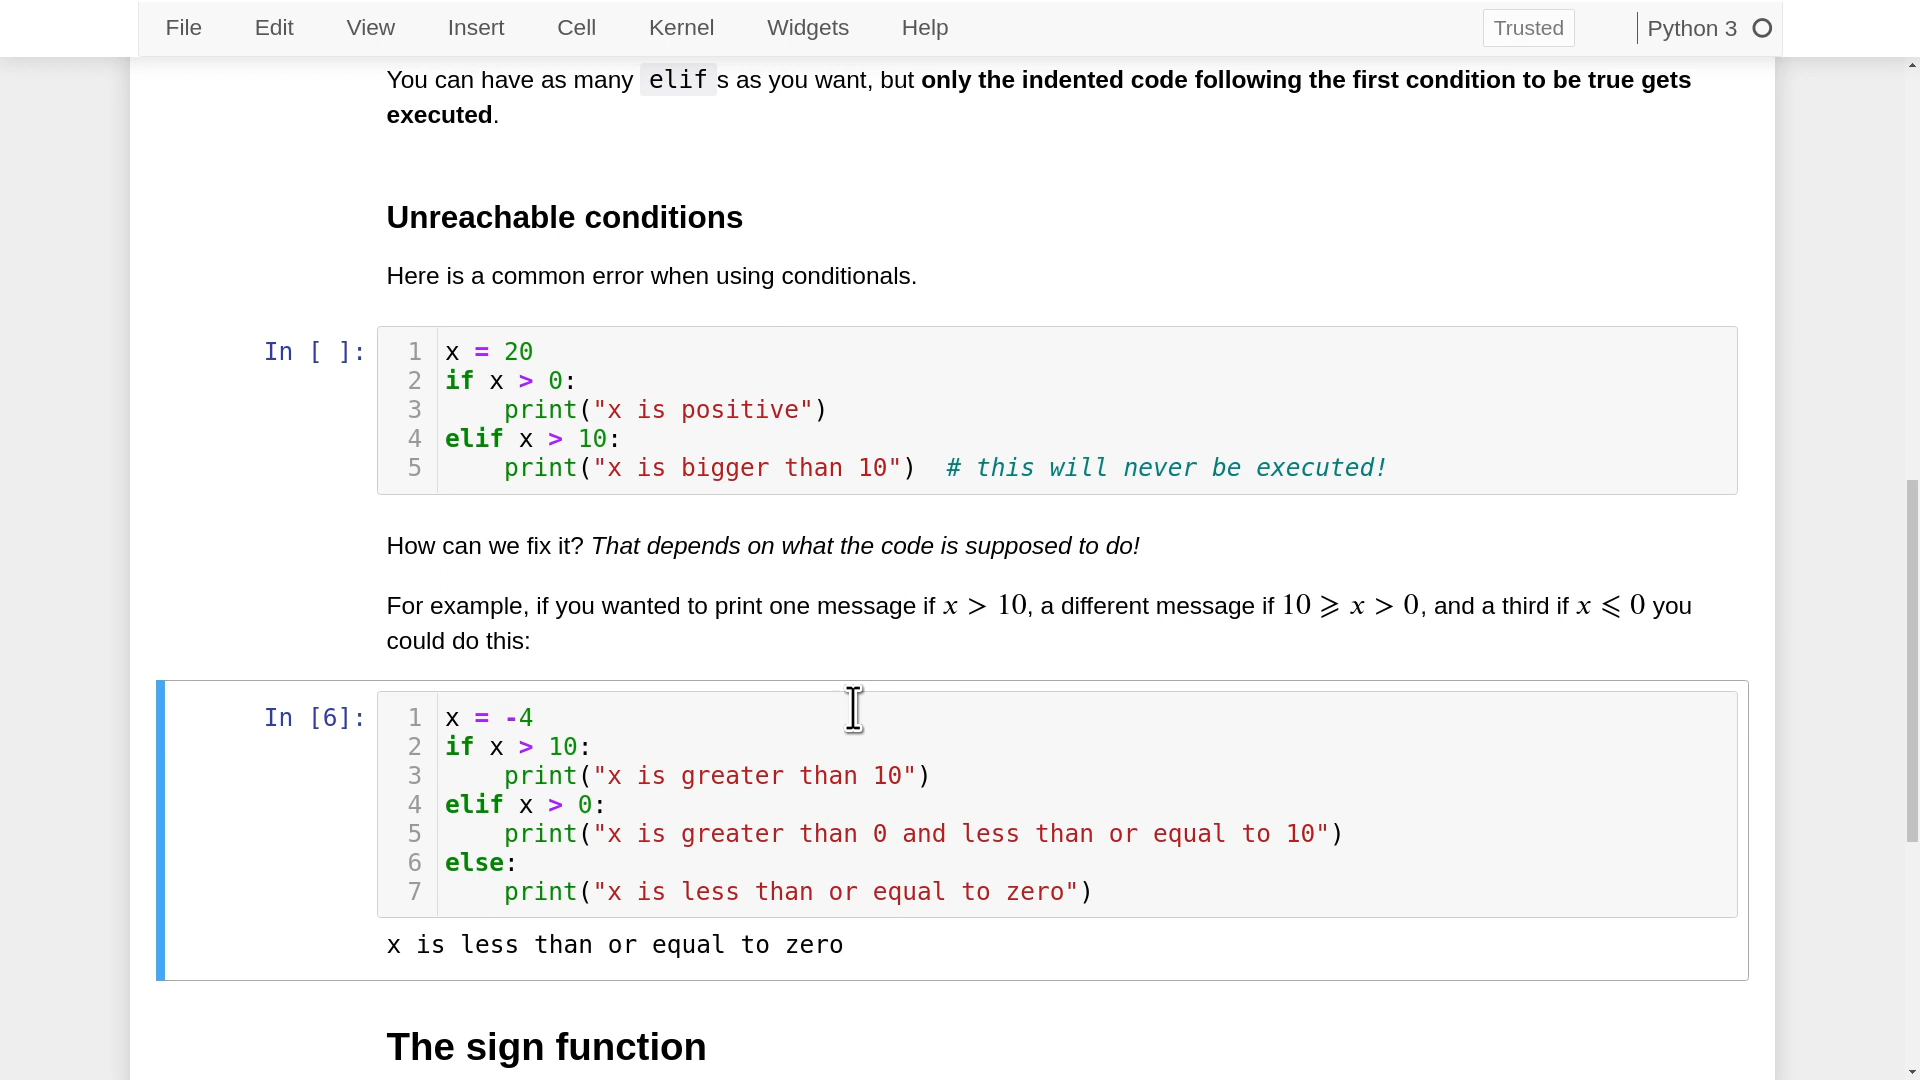 File Edit View Insert Cell Kernel Widgets Help Trusted Python 3
You can have as many elif s as you want, but only the indented code following the first condition to be true gets
executed.
Unreachable conditions
Here is a common error when using conditionals.
In [ ]:
1 x = 20
2 if x > 0:
3     print("x is positive")
4 elif x > 10:
5     print("x is bigger than 10")  # this will never be executed!
How can we fix it? That depends on what the code is supposed to do!
For example, if you wanted to print one message if x > 10, a different message if 10 ⩾ x > 0, and a third if x ⩽ 0 you
could do this:
In [6]:
1 x = -4
2 if x > 10:
3     print("x is greater than 10")
4 elif x > 0:
5     print("x is greater than 0 and less than or equal to 10")
6 else:
7     print("x is less than or equal to zero")
x is less than or equal to zero
The sign function